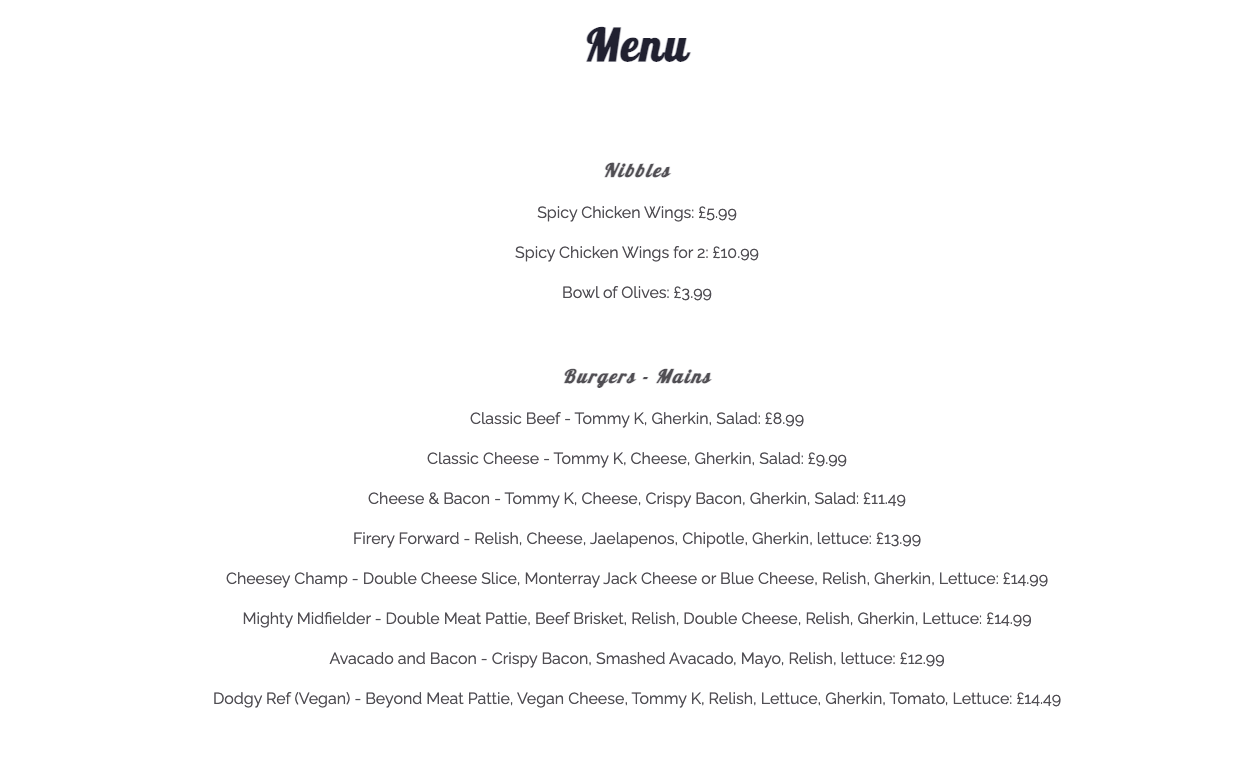 Menu
Nibbles
Spicy Chicken Wings: £5.99
Spicy Chicken Wings for 2: £10.99
Bowl of Olives: £3.99
Burgers - Mains
Classic Beef - Tommy K, Gherkin, Salad: £8.99
Classic Cheese - Tommy K, Cheese, Gherkin, Salad: £9.99
Cheese & Bacon - Tommy K, Cheese, Crispy Bacon, Gherkin, Salad: £11.49
Firery Forward - Relish, Cheese, Jaelapenos, Chipotle, Gherkin, lettuce: £13.99
Cheesey Champ - Double Cheese Slice, Monterray Jack Cheese or Blue Cheese, Relish, Gherkin, Lettuce: £14.99
Mighty Midfielder - Double Meat Pattie, Beef Brisket, Relish, Double Cheese, Relish, Gherkin, Lettuce: £14.99
Avacado and Bacon - Crispy Bacon, Smashed Avacado, Mayo, Relish, lettuce: £12.99
Dodgy Ref (Vegan) - Beyond Meat Pattie, Vegan Cheese, Tommy K, Relish, Lettuce, Gherkin, Tomato, Lettuce: £14.49